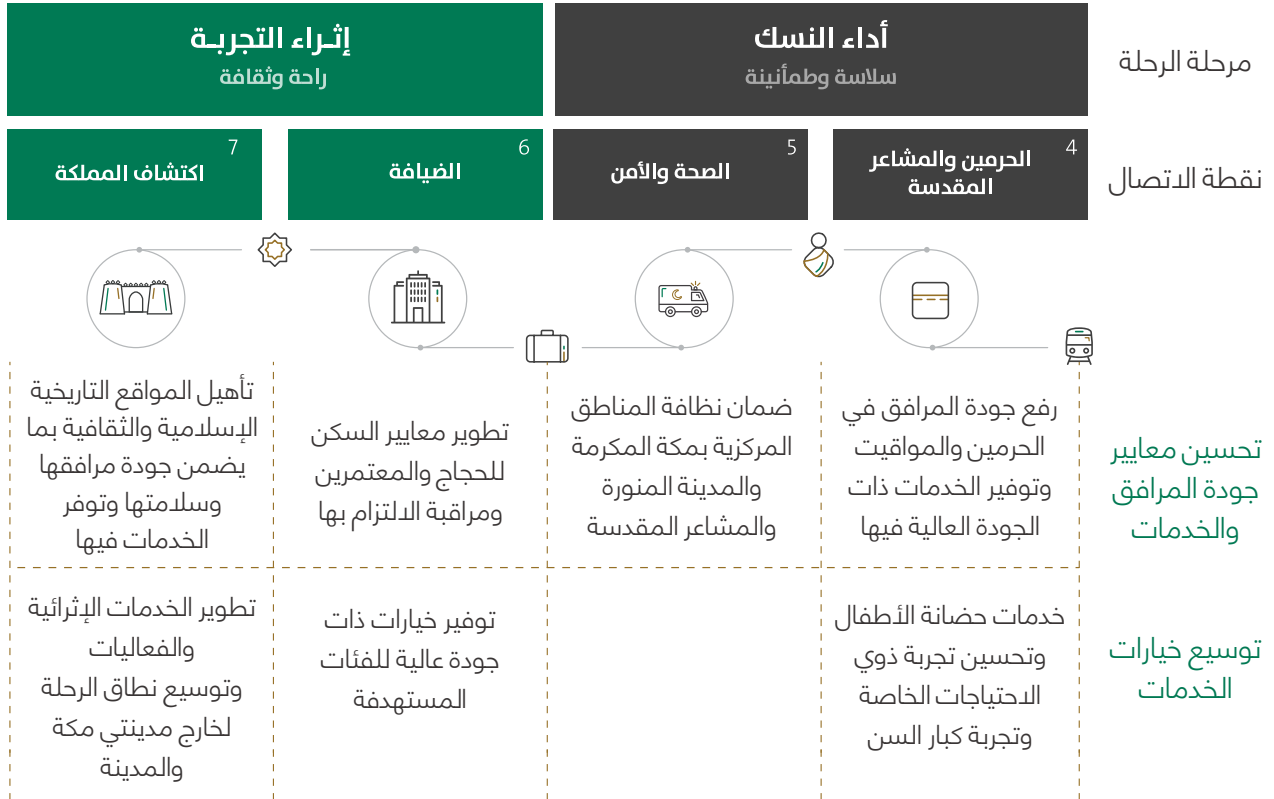 مرحلة الرحلة
أداء النسك
سلاسة وطمأنينة
إثـراء التجربـة
راحة وثقافة
نقطة الاتصال
4
الحرمين والمشاعر
المقدسة
5
الصحة والأمن
6
الضيافة
7
اكتشاف المملكة
تحسين معايير
جودة المرافق
والخدمات
رفع جودة المرافق في
الحرمين والمواقيت
وتوفير الخدمات ذات
الجودة العالية فيها
ضمان نظافة المناطق
المركزية بمكة المكرمة
والمدينة المنورة
والمشاعر المقدسة
تطوير معايير السكن
للحجاج والمعتمرين
ومراقبة الالتزام بها
تأهيل المواقع التاريخية
الإسلامية والثقافية بما
يضمن جودة مرافقها
وسلامتها وتوفر
الخدمات فيها
توسيع خيارات
الخدمات
خدمات حضانة الأطفال
وتحسين تجربة ذوي
الاحتياجات الخاصة
وتجربة كبار السن
توفير خيارات ذات
جودة عالية للفئات
المستهدفة
تطوير الخدمات الإثرائية
والفعاليات
وتوسيع نطاق الرحلة
لخارج مدينتي مكة
والمدينة